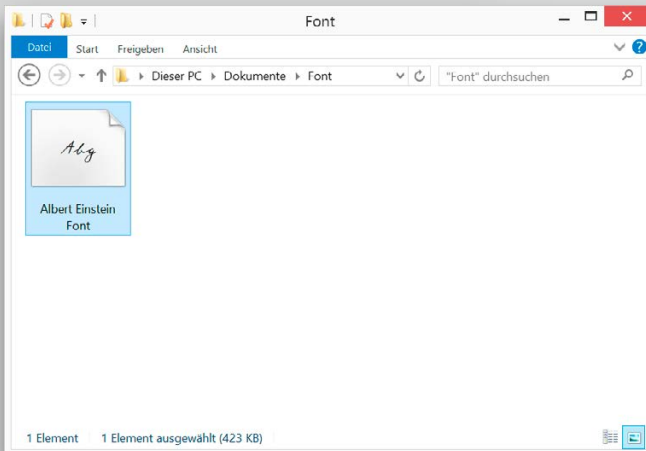 Font
Datei Start Freigeben Ansicht
Dieser PC Dokumente Font "Font" durchsuchen
Abg
Albert Einstein
Font
1 Element 1 Element ausgewählt (423 KB)